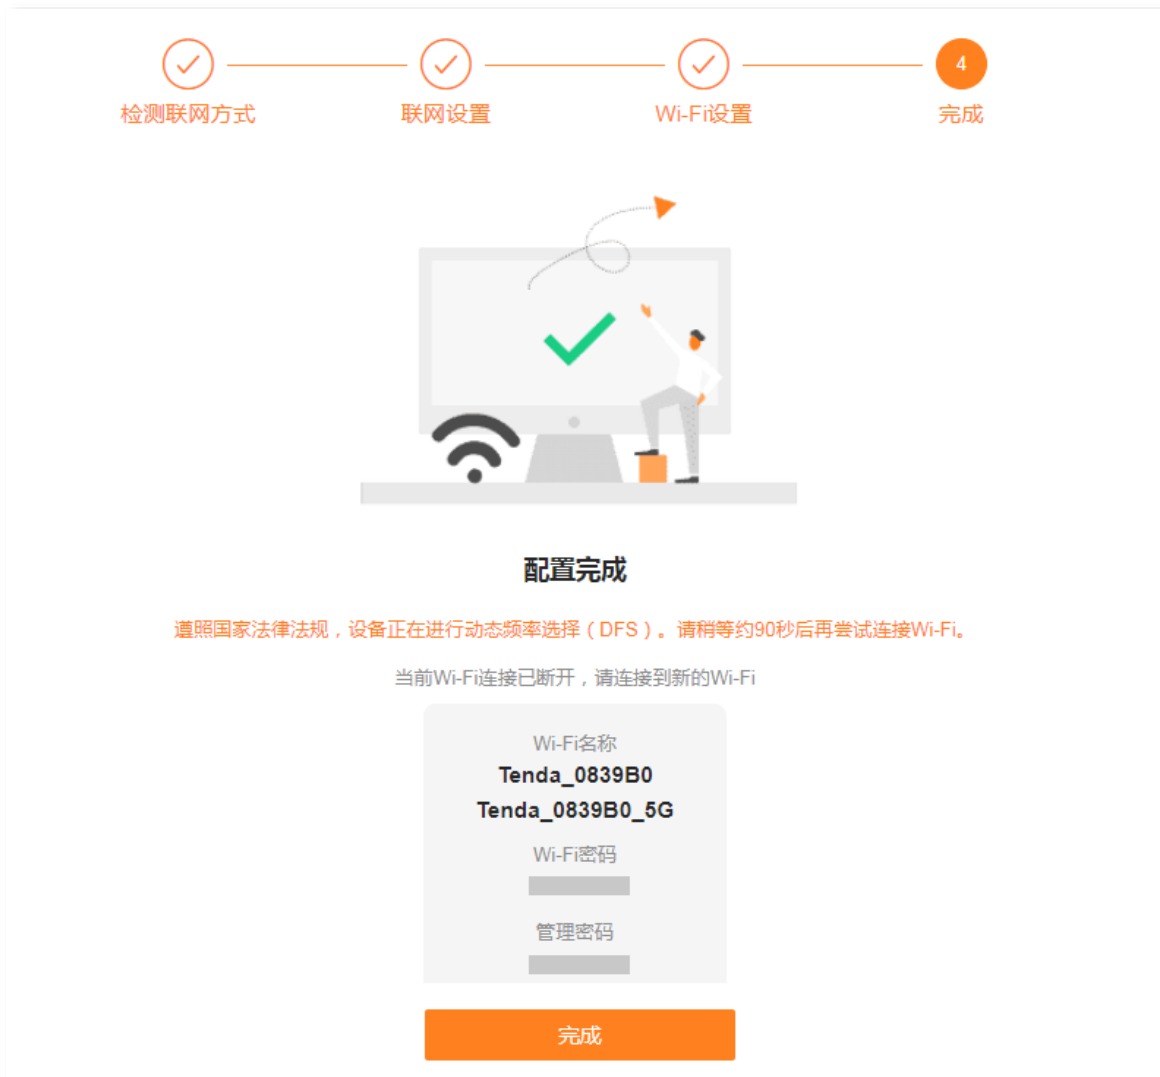 4
检测联网方式
联网设置
Wi-Fi设置
完成
配置完成
遵照国家法律法规，设备正在进行动态频率选择（DFS）。请稍等约90秒后再尝试连接Wi-Fi。
当前Wi-Fi连接已断开，请连接到新的Wi-Fi
Wi-Fi名称
Tenda_0839B0
Tenda_0839B0_5G
Wi-Fi密码
管理密码
完成